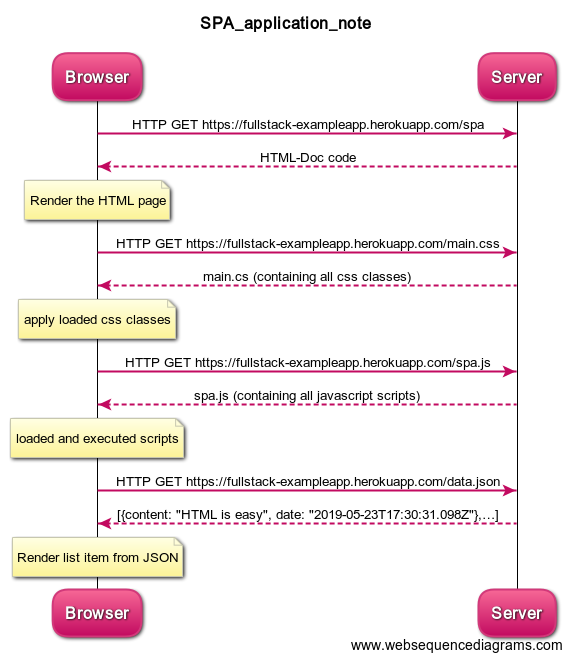 SPA_application_note
Browser
Server
HTTP GET https://fullstack-exampleapp.herokuapp.com/spa
HTML-Doc code
Render the HTML page
HTTP GET https://fullstack-exampleapp.herokuapp.com/main.css
main.cs (containing all css classes)
apply loaded css classes
HTTP GET https://fullstack-exampleapp.herokuapp.com/spa.js
spa.js (containing all javascript scripts)
loaded and executed scripts
HTTP GET https://fullstack-exampleapp.herokuapp.com/data.json
[{content: "HTML is easy", date: "2019-05-23T17:30:31.098Z"},…]
Render list item from JSON
Browser
Server
www.websequencediagrams.com